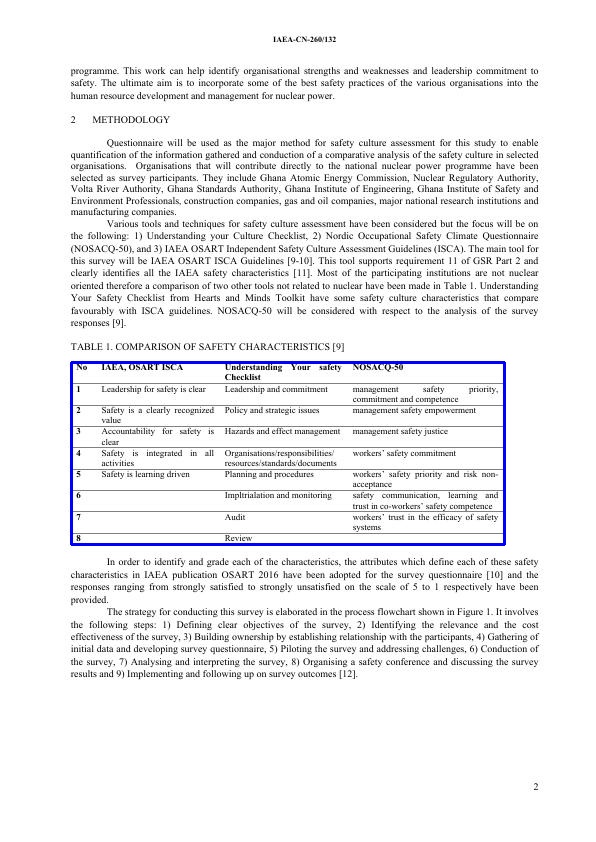 IAEA-CN-260/132
programme. This work can help identify organisational strengths and weaknesses and leadership commitment to
safety. The ultimate aim is to incorporate some of the best safety practices of the various organisations into the
human resource development and management for nuclear power.
2 METHODOLOGY
Questionnaire will be used as the major method for safety culture assessment for this study to enable
quantification of the information gathered and conduction of a comparative analysis of the safety culture in selected
organisations. Organisations that will contribute directly to the national nuclear power programme have been
selected as survey participants. They include Ghana Atomic Energy Commission, Nuclear Regulatory Authority,
Volta River Authority, Ghana Standards Authority, Ghana Institute of Engineering, Ghana Institute of Safety and
Environment Professionals, construction companies, gas and oil companies, major national research institutions and
manufacturing companies.
Various tools and techniques for safety culture assessment have been considered but the focus will be on
the following: 1) Understanding your Culture Checklist, 2) Nordic Occupational Safety Climate Questionnaire
(NOSACQ-50), and 3) IAEA OSART Independent Safety Culture Assessment Guidelines (ISCA). The main tool for
this survey will be IAEA OSART ISCA Guidelines [9-10]. This tool supports requirement 11 of GSR Part 2 and
clearly identifies all the IAEA safety characteristics [11]. Most of the participating institutions are not nuclear
oriented therefore a comparison of two other tools not related to nuclear have been made in Table 1. Understanding
Your Safety Checklist from Hearts and Minds Toolkit have some safety culture characteristics that compare
favourably with ISCA guidelines. NOSACQ-50 will be considered with respect to the analysis of the survey
responses [9].
TABLE 1. COMPARISON OF SAFETY CHARACTERISTICS [9]
No IAEA, OSART ISCA Understanding Your safety NOSACQ-50
Checklist
1 Leadership for safety is clear Leadership and commitment management safety priority,
commitment and competence
2 Safety is a clearly recognized Policy and strategic issues management safety empowerment
value
3 Accountability for safety is Hazards and effect management management safety justice
clear
4 Safety is integrated in all Organisations/responsibilities/ workers’ safety commitment
activities resources/standards/documents
5 Safety is learning driven Planning and procedures workers’ safety priority and risk non-
acceptance
6 Impltrialation and monitoring safety communication, learning and
trust in co-workers’ safety competence
7 Audit workers’ trust in the efficacy of safety
systems
8 Review
In order to identify and grade each of the characteristics, the attributes which define each of these safety
characteristics in IAEA publication OSART 2016 have been adopted for the survey questionnaire [10] and the
responses ranging from strongly satisfied to strongly unsatisfied on the scale of 5 to 1 respectively have been
provided.
The strategy for conducting this survey is elaborated in the process flowchart shown in Figure 1. It involves
the following steps: 1) Defining clear objectives of the survey, 2) Identifying the relevance and the cost
effectiveness of the survey, 3) Building ownership by establishing relationship with the participants, 4) Gathering of
initial data and developing survey questionnaire, 5) Piloting the survey and addressing challenges, 6) Conduction of
the survey, 7) Analysing and interpreting the survey, 8) Organising a safety conference and discussing the survey
results and 9) Implementing and following up on survey outcomes [12].
2